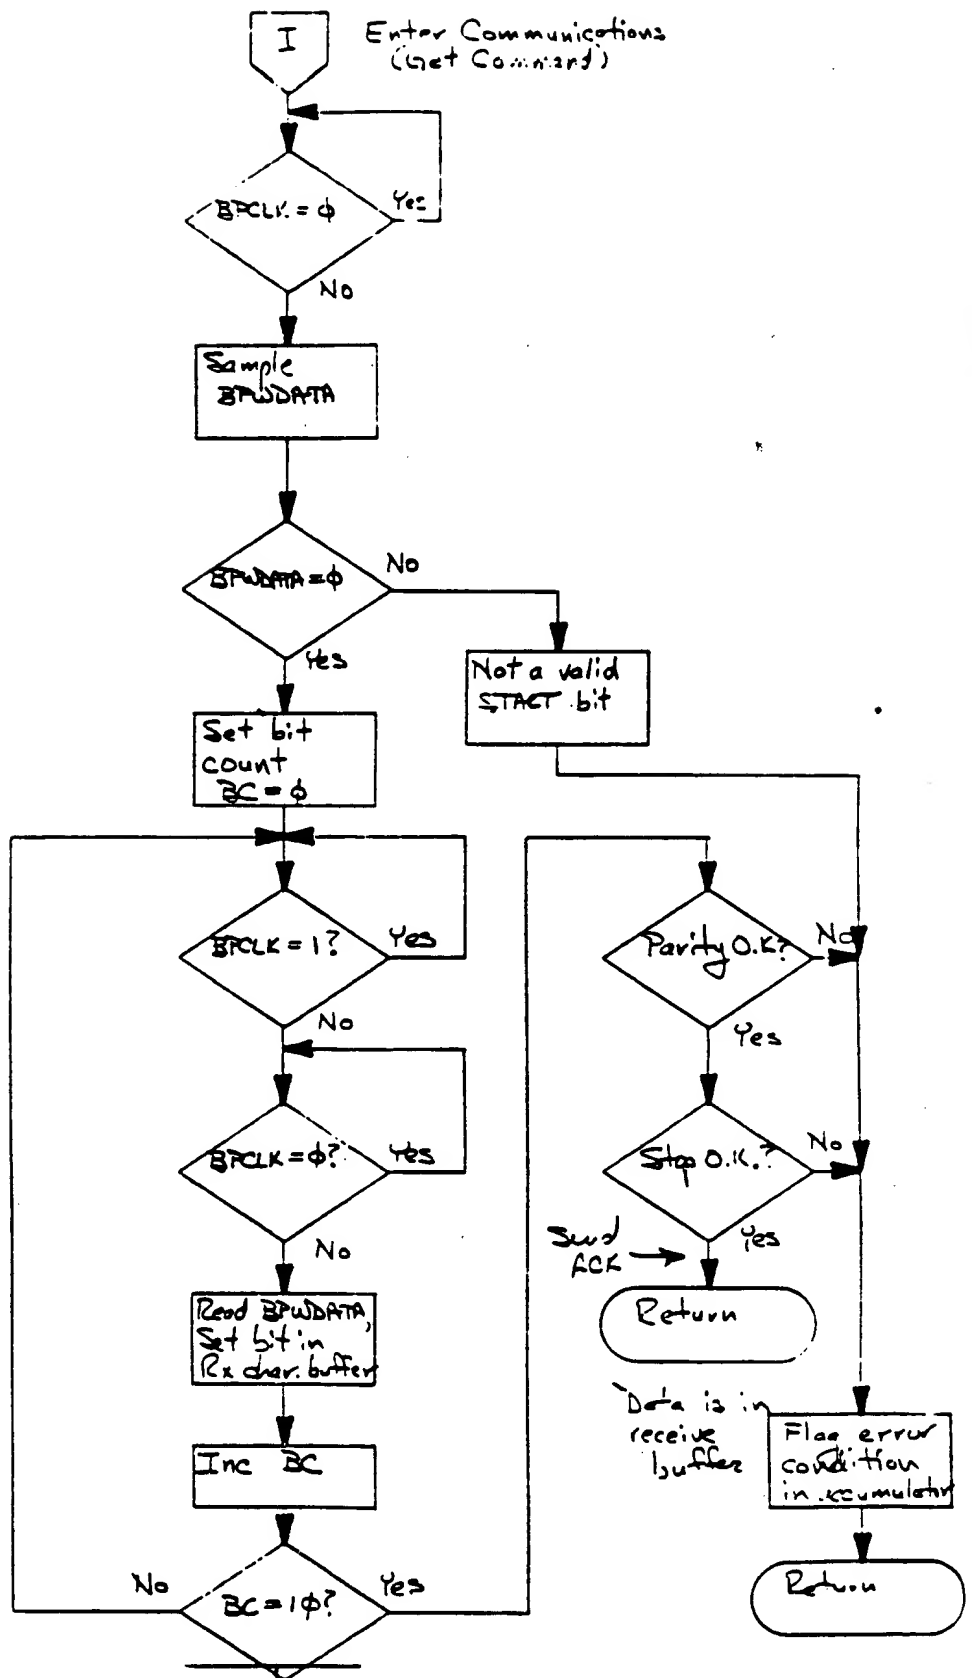 I
Enter Communications
(Get Command)
BPCLK = ϕ
Yes
No
Sample
BPWDATA
BPWDATA = ϕ
No
Yes
Not a valid
START bit
Set bit
count
BC = ϕ
BPCLK = 1?
Yes
No
Parity O.K?
No
Yes
BPCLK = ϕ?
Yes
No
Stop O.K.?
No
Yes
Send
ACK
Return
Read BPWDATA,
Set bit in
Rx char. buffer
Inc BC
Data is in
receive
buffer
Flag error
condition
in accumulator
Return
BC = 1ϕ?
No
Yes